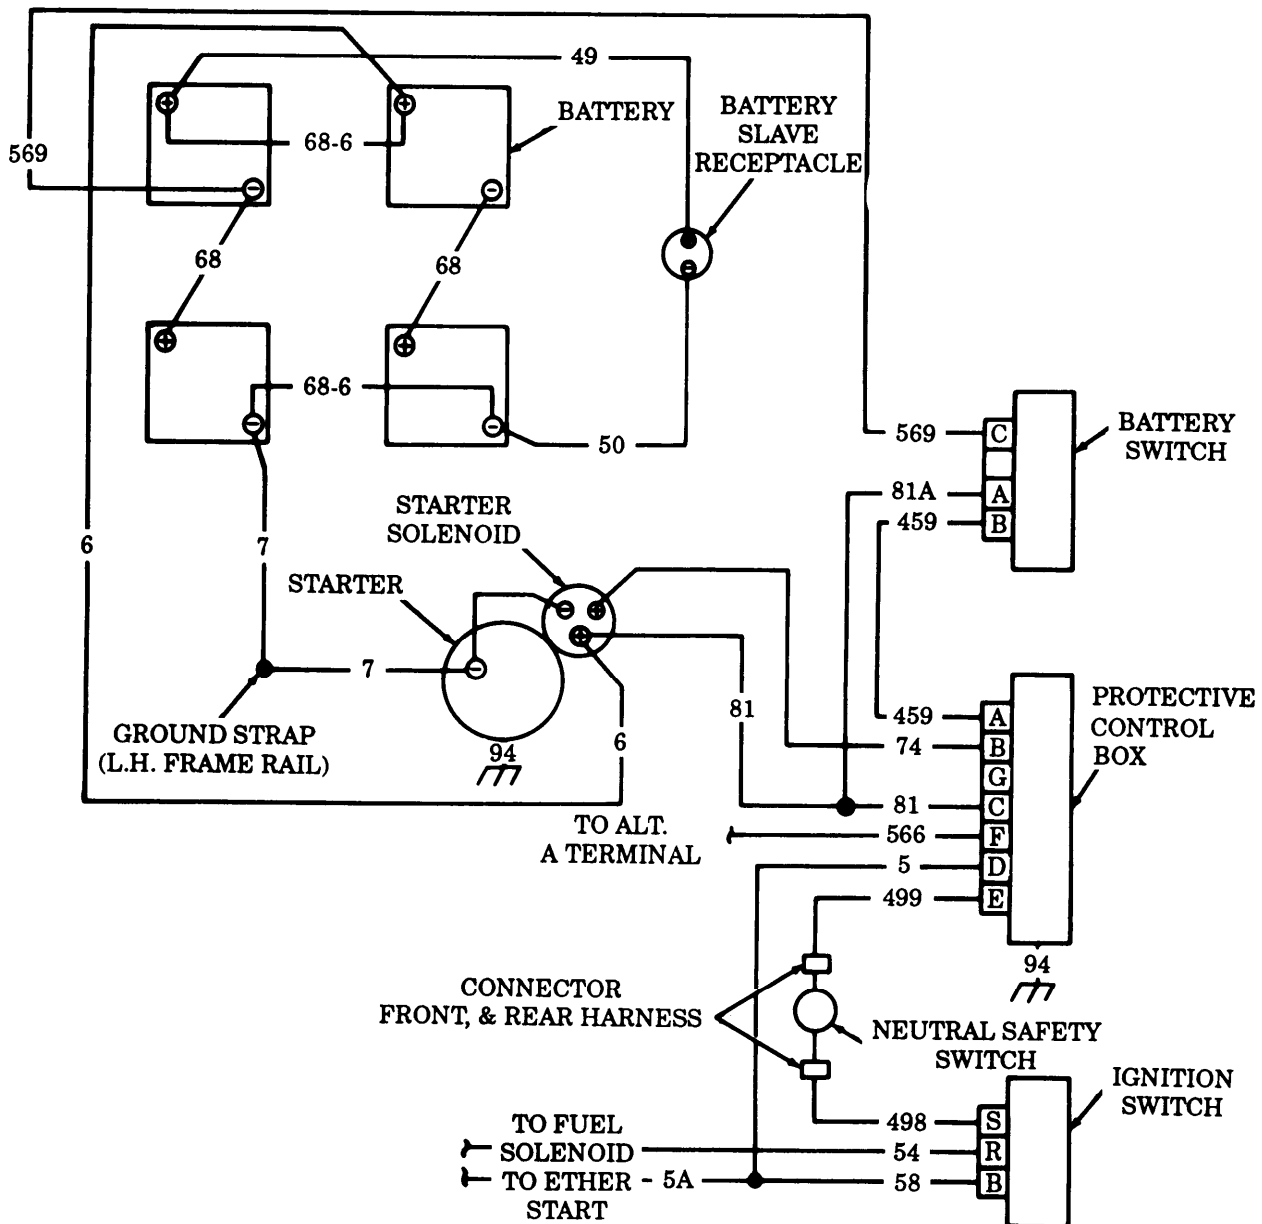 49
BATTERY
BATTERY
SLAVE
RECEPTACLE
569
68-6
68
68
68-6
50
569
C
BATTERY
SWITCH
81A
A
459
B
STARTER
SOLENOID
6
7
STARTER
7
GROUND STRAP
(L.H. FRAME RAIL)
94
6
81
459
A
PROTECTIVE
CONTROL
BOX
74
B
G
81
C
TO ALT.
A TERMINAL
566
F
5
D
499
E
94
CONNECTOR
FRONT, & REAR HARNESS
NEUTRAL SAFETY
SWITCH
IGNITION
SWITCH
498
S
TO FUEL
SOLENOID
54
R
TO ETHER
START
5A
58
B